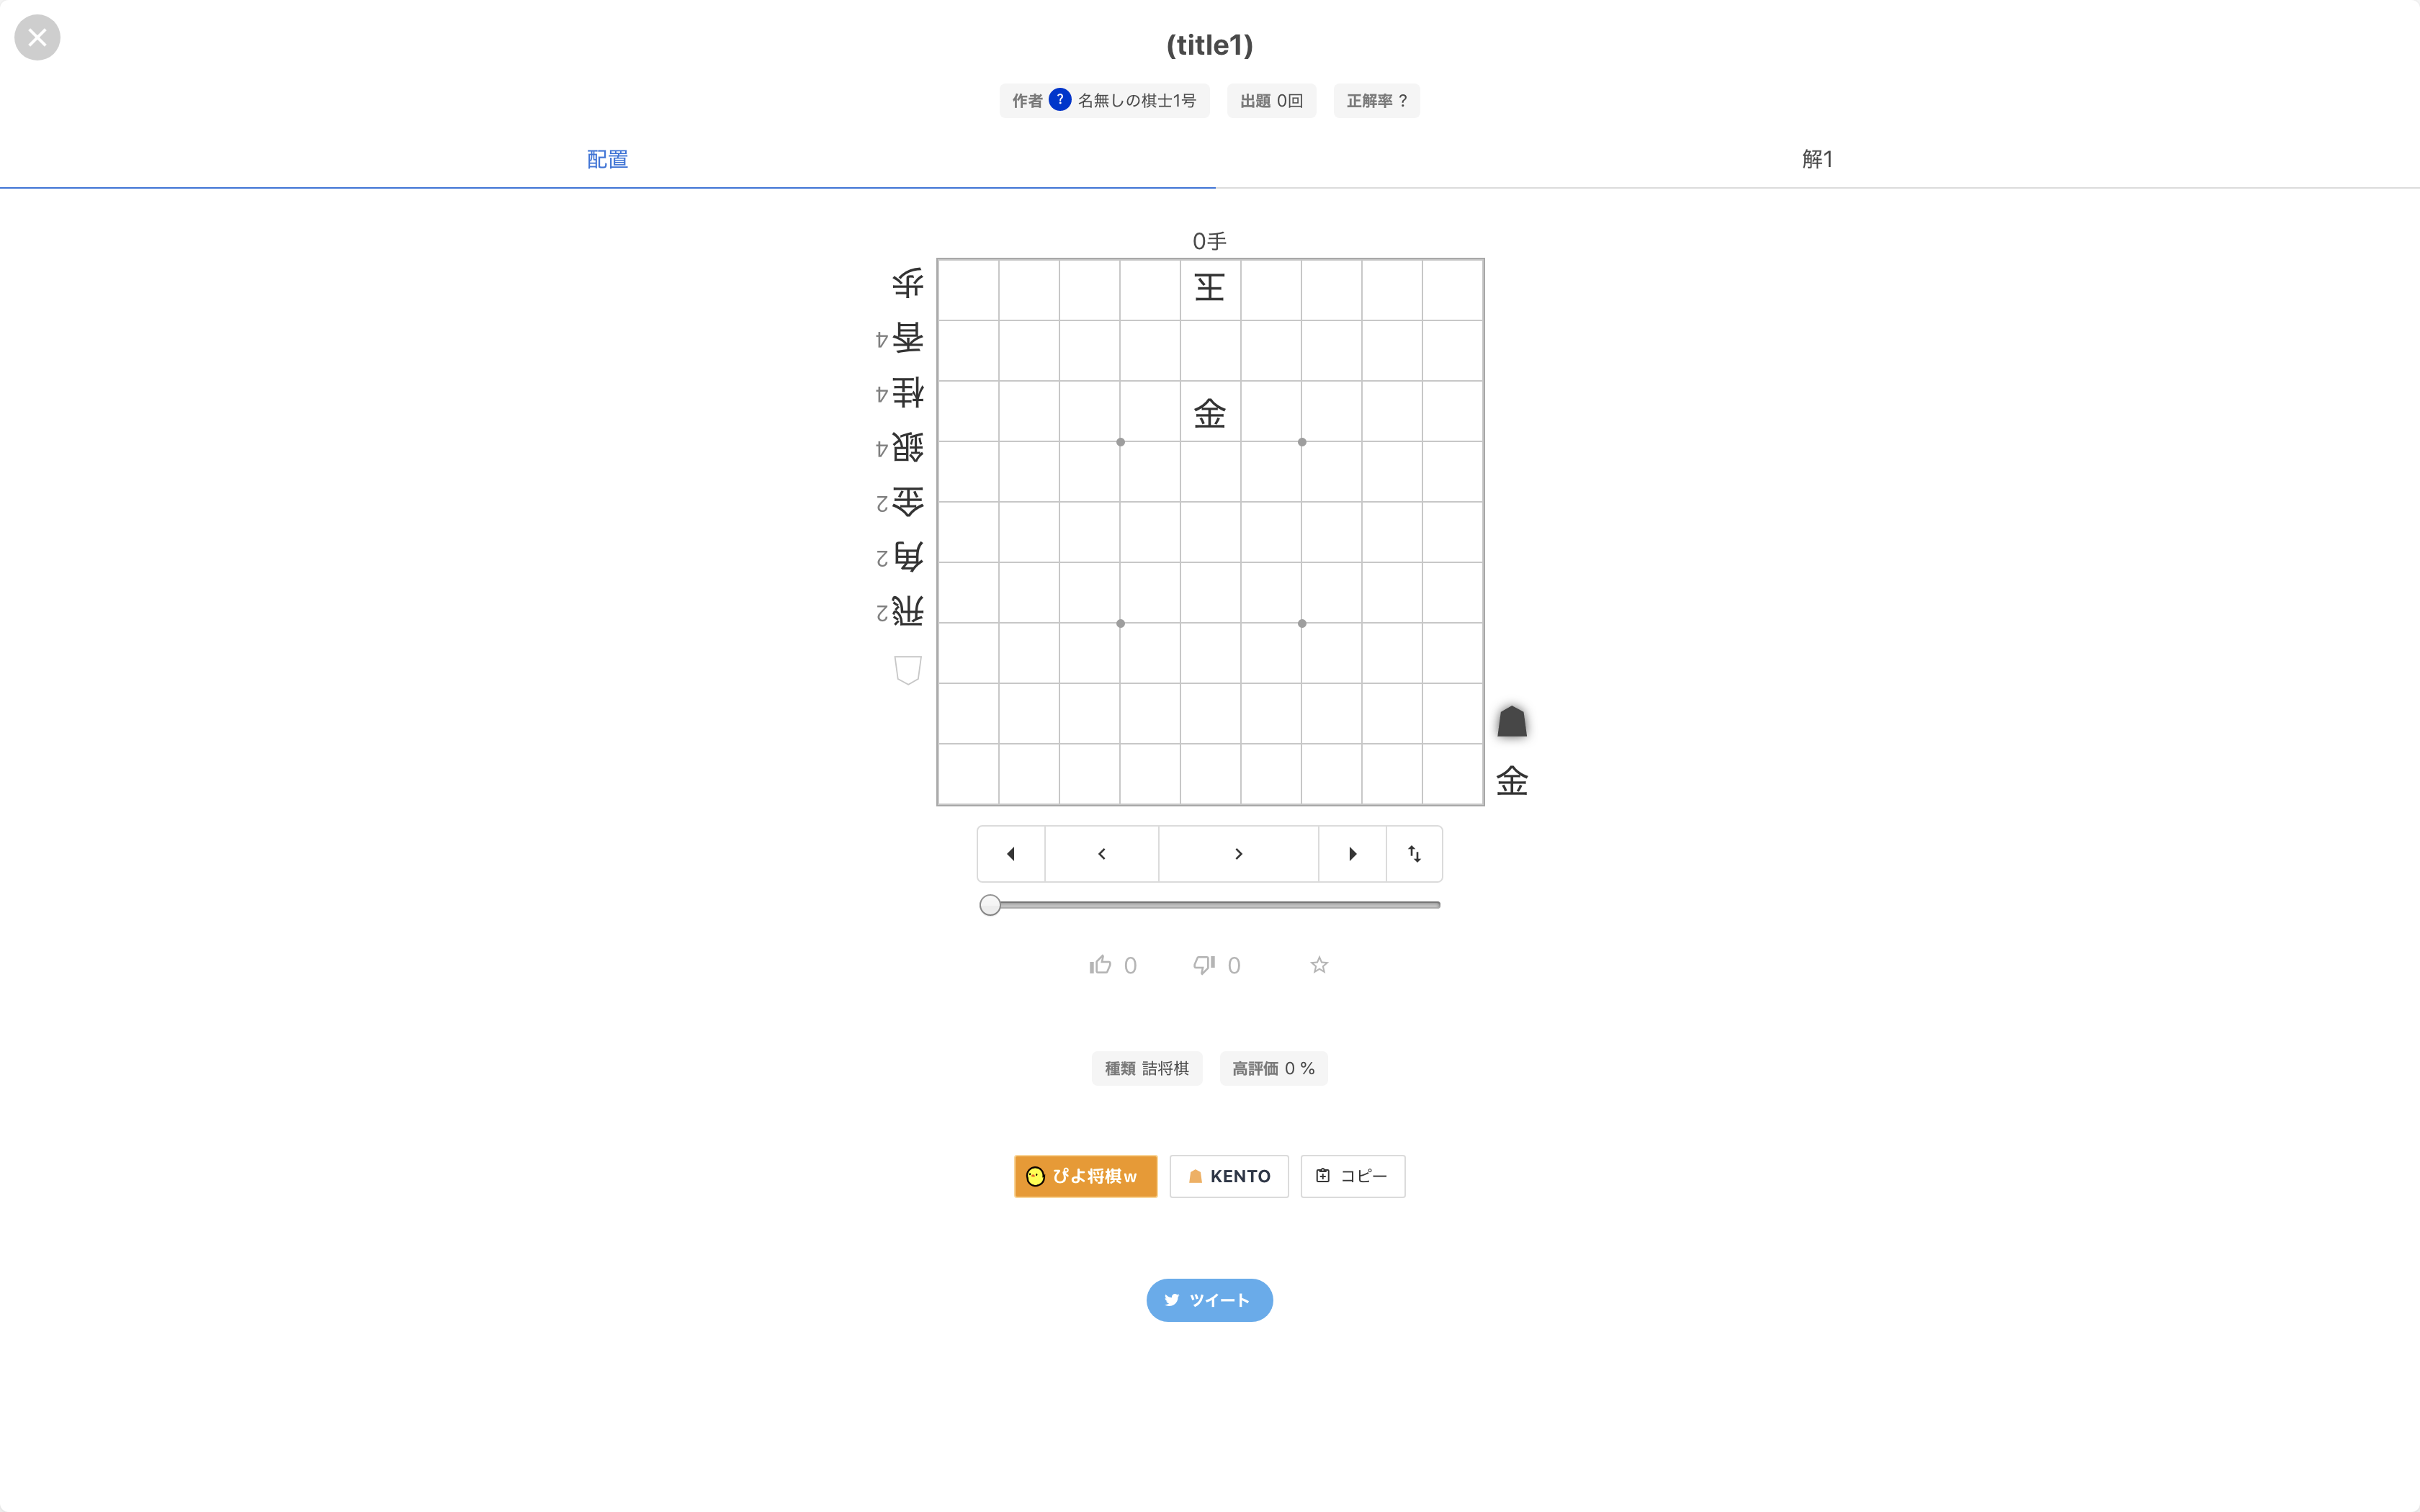 (title1)
作者 ? 名無しの棋士1号 出題 0回 正解率 ?
配置 解1
0手
歩
香 4
桂 4
銀 4
金 2
角 2
飛 2
王
金
金
0 0
種類 詰将棋 高評価 0 %
ぴよ将棋w KENTO コピー
ツイート